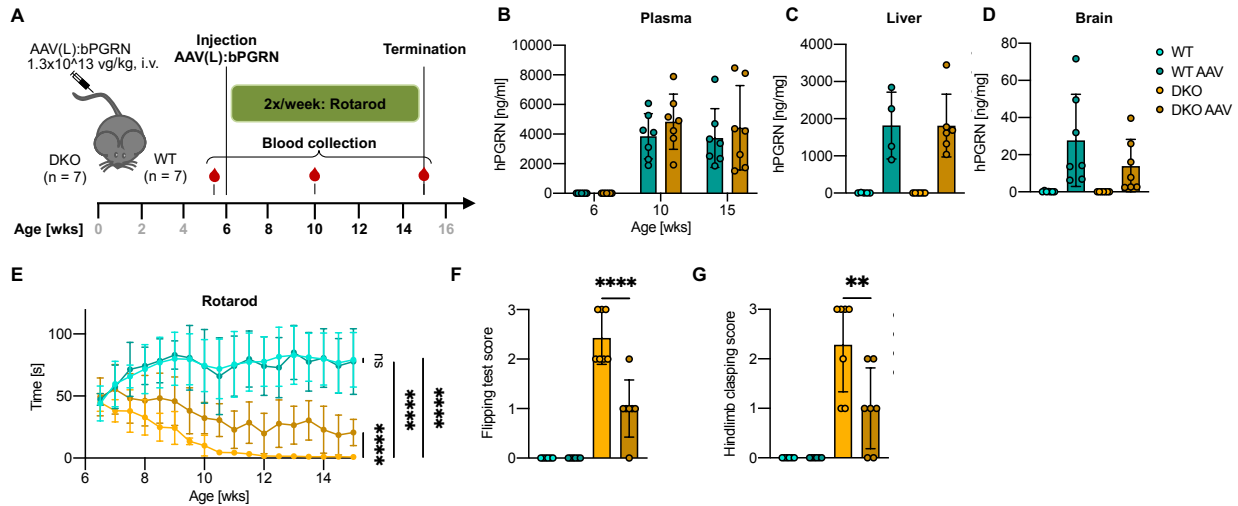 A
AAV(L):bPGRN
1.3x10^13 vg/kg, i.v.
Injection
AAV(L):bPGRN
Termination
2x/week: Rotarod
Blood collection
DKO
(n = 7)
WT
(n = 7)
Age [wks] 0 2 4 6 8 10 12 14 16
B
Plasma
hPGRN [ng/ml]
10000
8000
6000
4000
2000
0
6 10 15
Age [wks]
C
Liver
hPGRN [ng/mg]
4000
3000
2000
1000
0
D
Brain
hPGRN [ng/mg]
80
60
40
20
0
WT
WT AAV
DKO
DKO AAV
E
Rotarod
Time [s]
100
50
0
6 8 10 12 14
Age [wks]
ns
****
****
****
F
Flipping test score
3
2
1
0
****
G
Hindlimb clasping score
3
2
1
0
**